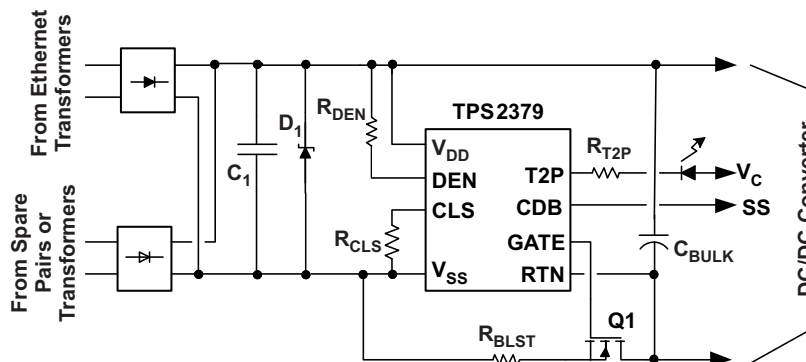 From Ethernet
Transformers
From Spare
Pairs or
Transformers
C1
D1
RDEN
RCLS
TPS2379
VDD
DEN
CLS
VSS
T2P
CDB
GATE
RTN
RT2P
VC
SS
CBULK
RBLST
Q1
DC/DC Converter